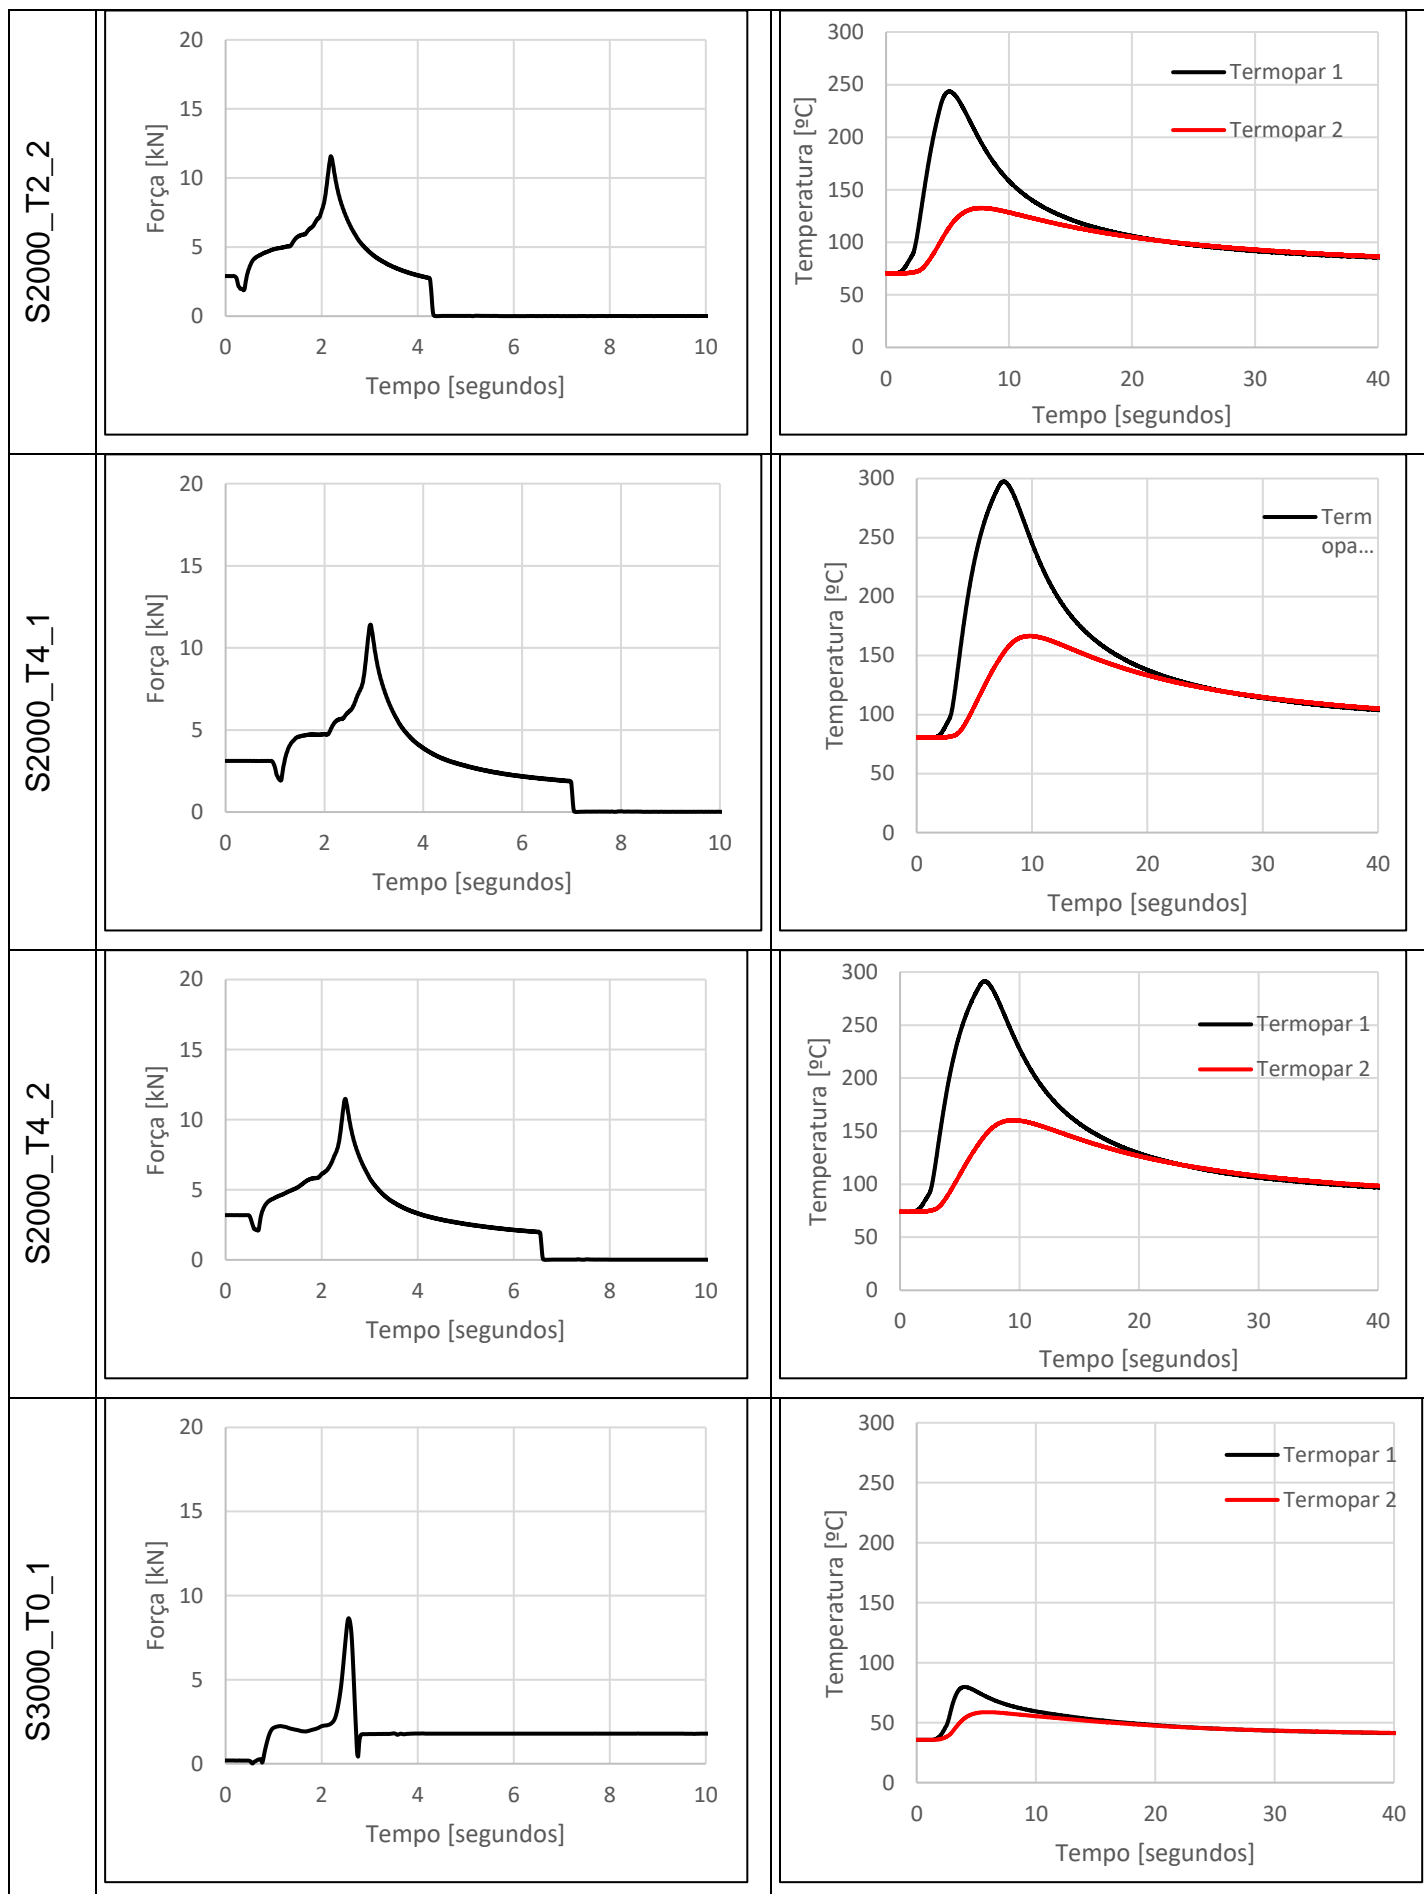 S2000_T2_2
20
15
10
5
0
Força [kN]
0 2 4 6 8 10
Tempo [segundos]
300
250
200
150
100
50
0
Temperatura [ºC]
Termopar 1
Termopar 2
0 10 20 30 40
Tempo [segundos]
S2000_T4_1
20
15
10
5
0
Força [kN]
0 2 4 6 8 10
Tempo [segundos]
300
250
200
150
100
50
0
Temperatura [ºC]
Term
opa...
0 10 20 30 40
Tempo [segundos]
S2000_T4_2
20
15
10
5
0
Força [kN]
0 2 4 6 8 10
Tempo [segundos]
300
250
200
150
100
50
0
Temperatura [ºC]
Termopar 1
Termopar 2
0 10 20 30 40
Tempo [segundos]
S3000_T0_1
20
15
10
5
0
Força [kN]
0 2 4 6 8 10
Tempo [segundos]
300
250
200
150
100
50
0
Temperatura [ºC]
Termopar 1
Termopar 2
0 10 20 30 40
Tempo [segundos]